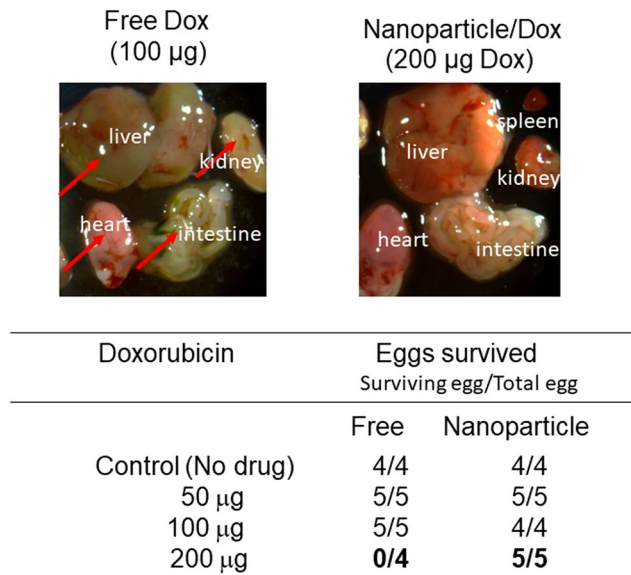 Free Dox
(100 µg)
Nanoparticle/Dox
(200 µg Dox)
liver
kidney
heart
intestine
spleen
liver
kidney
heart
intestine
Doxorubicin Eggs survived
Surviving egg/Total egg
Free Nanoparticle
Control (No drug) 4/4 4/4
50 µg 5/5 5/5
100 µg 5/5 4/4
200 µg 0/4 5/5